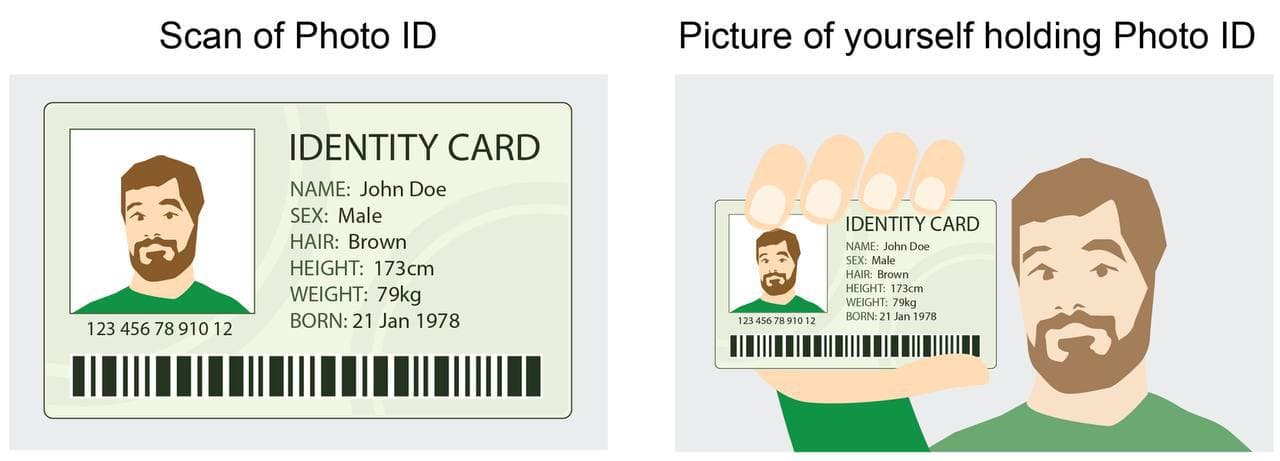 Scan of Photo ID
IDENTITY CARD
NAME: John Doe
SEX: Male
HAIR: Brown
HEIGHT: 173cm
WEIGHT: 79kg
BORN: 21 Jan 1978
123 456 78 910 12
Picture of yourself holding Photo ID
IDENTITY CARD
NAME: John Doe
SEX: Male
HAIR: Brown
HEIGHT: 173cm
WEIGHT: 79kg
BORN: 21 Jan 1978
123 456 78 910 12